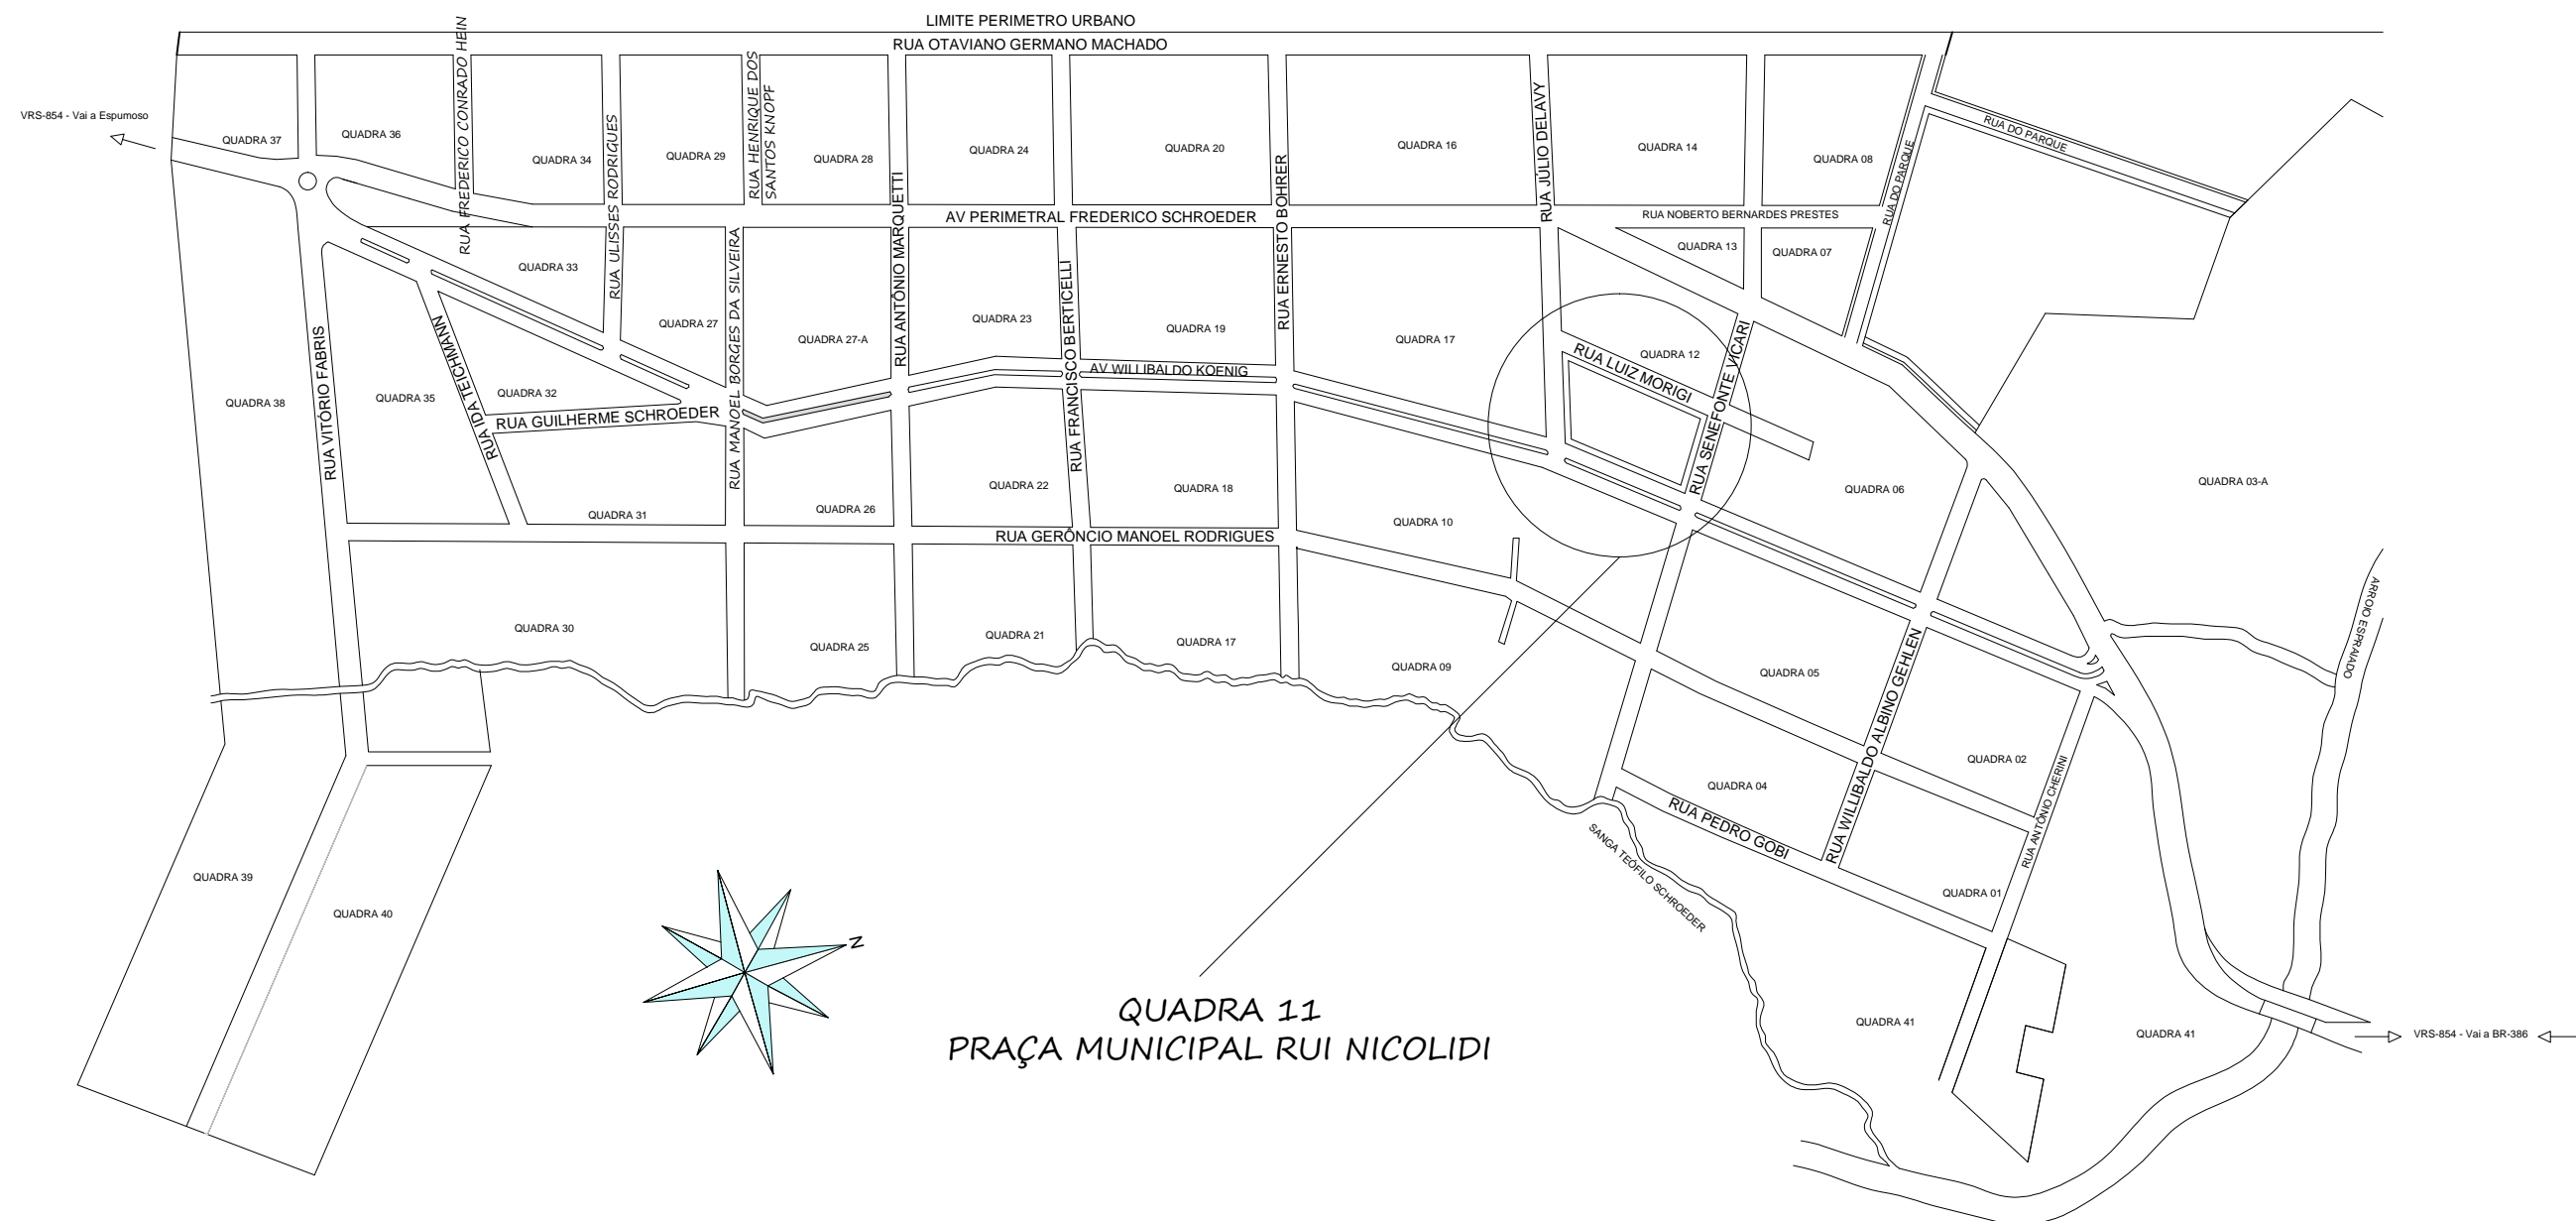 LIMITE PERIMETRO URBANO
RUA OTAVIANO GERMANO MACHADO
RUA FREDERICO CONRADO HEIN
RUA HENRIQUE DOS
SANTOS KNOPF
RUA ULISSES RODRIGUES
RUA JÚLIO DELAVY
VRS-854 - Vai a Espumoso
QUADRA 37
QUADRA 36
QUADRA 34
QUADRA 29
QUADRA 28
QUADRA 24
QUADRA 20
QUADRA 16
QUADRA 14
QUADRA 08
RUA DO PARQUE
RUA DO PARQUE
RUA ANTÔNIO MARQUETTI
RUA ERNESTO BOHRER
AV PERIMETRAL FREDERICO SCHROEDER
RUA NOBERTO BERNARDES PRESTES
QUADRA 33
QUADRA 13
QUADRA 07
RUA MANOEL BORGES DA SILVEIRA
RUA FRANCISCO BERTICELLI
QUADRA 27
QUADRA 27-A
QUADRA 23
QUADRA 19
QUADRA 17
QUADRA 12
RUA VITÓRIO FABRIS
RUA IDA TEICHMANN
RUA LUIZ MORIGI
RUA SENEFONTE VICARI
AV WILLIBALDO KOENIG
QUADRA 38
QUADRA 35
QUADRA 32
RUA GUILHERME SCHROEDER
QUADRA 31
QUADRA 26
QUADRA 22
QUADRA 18
QUADRA 10
QUADRA 06
QUADRA 03-A
RUA GERÔNCIO MANOEL RODRIGUES
ARROIO ESPRAIADO
QUADRA 30
QUADRA 25
QUADRA 21
QUADRA 17
QUADRA 09
QUADRA 05
RUA WILLIBALDO ALBINO GEHLEN
QUADRA 02
QUADRA 04
RUA ANTÔNIO CHERINI
RUA PEDRO GOBI
SANGA TEÓFILO SCHROEDER
QUADRA 39
QUADRA 40
QUADRA 01
N
QUADRA 11
PRAÇA MUNICIPAL RUI NICOLIDI
QUADRA 41
QUADRA 41
VRS-854 - Vai a BR-386